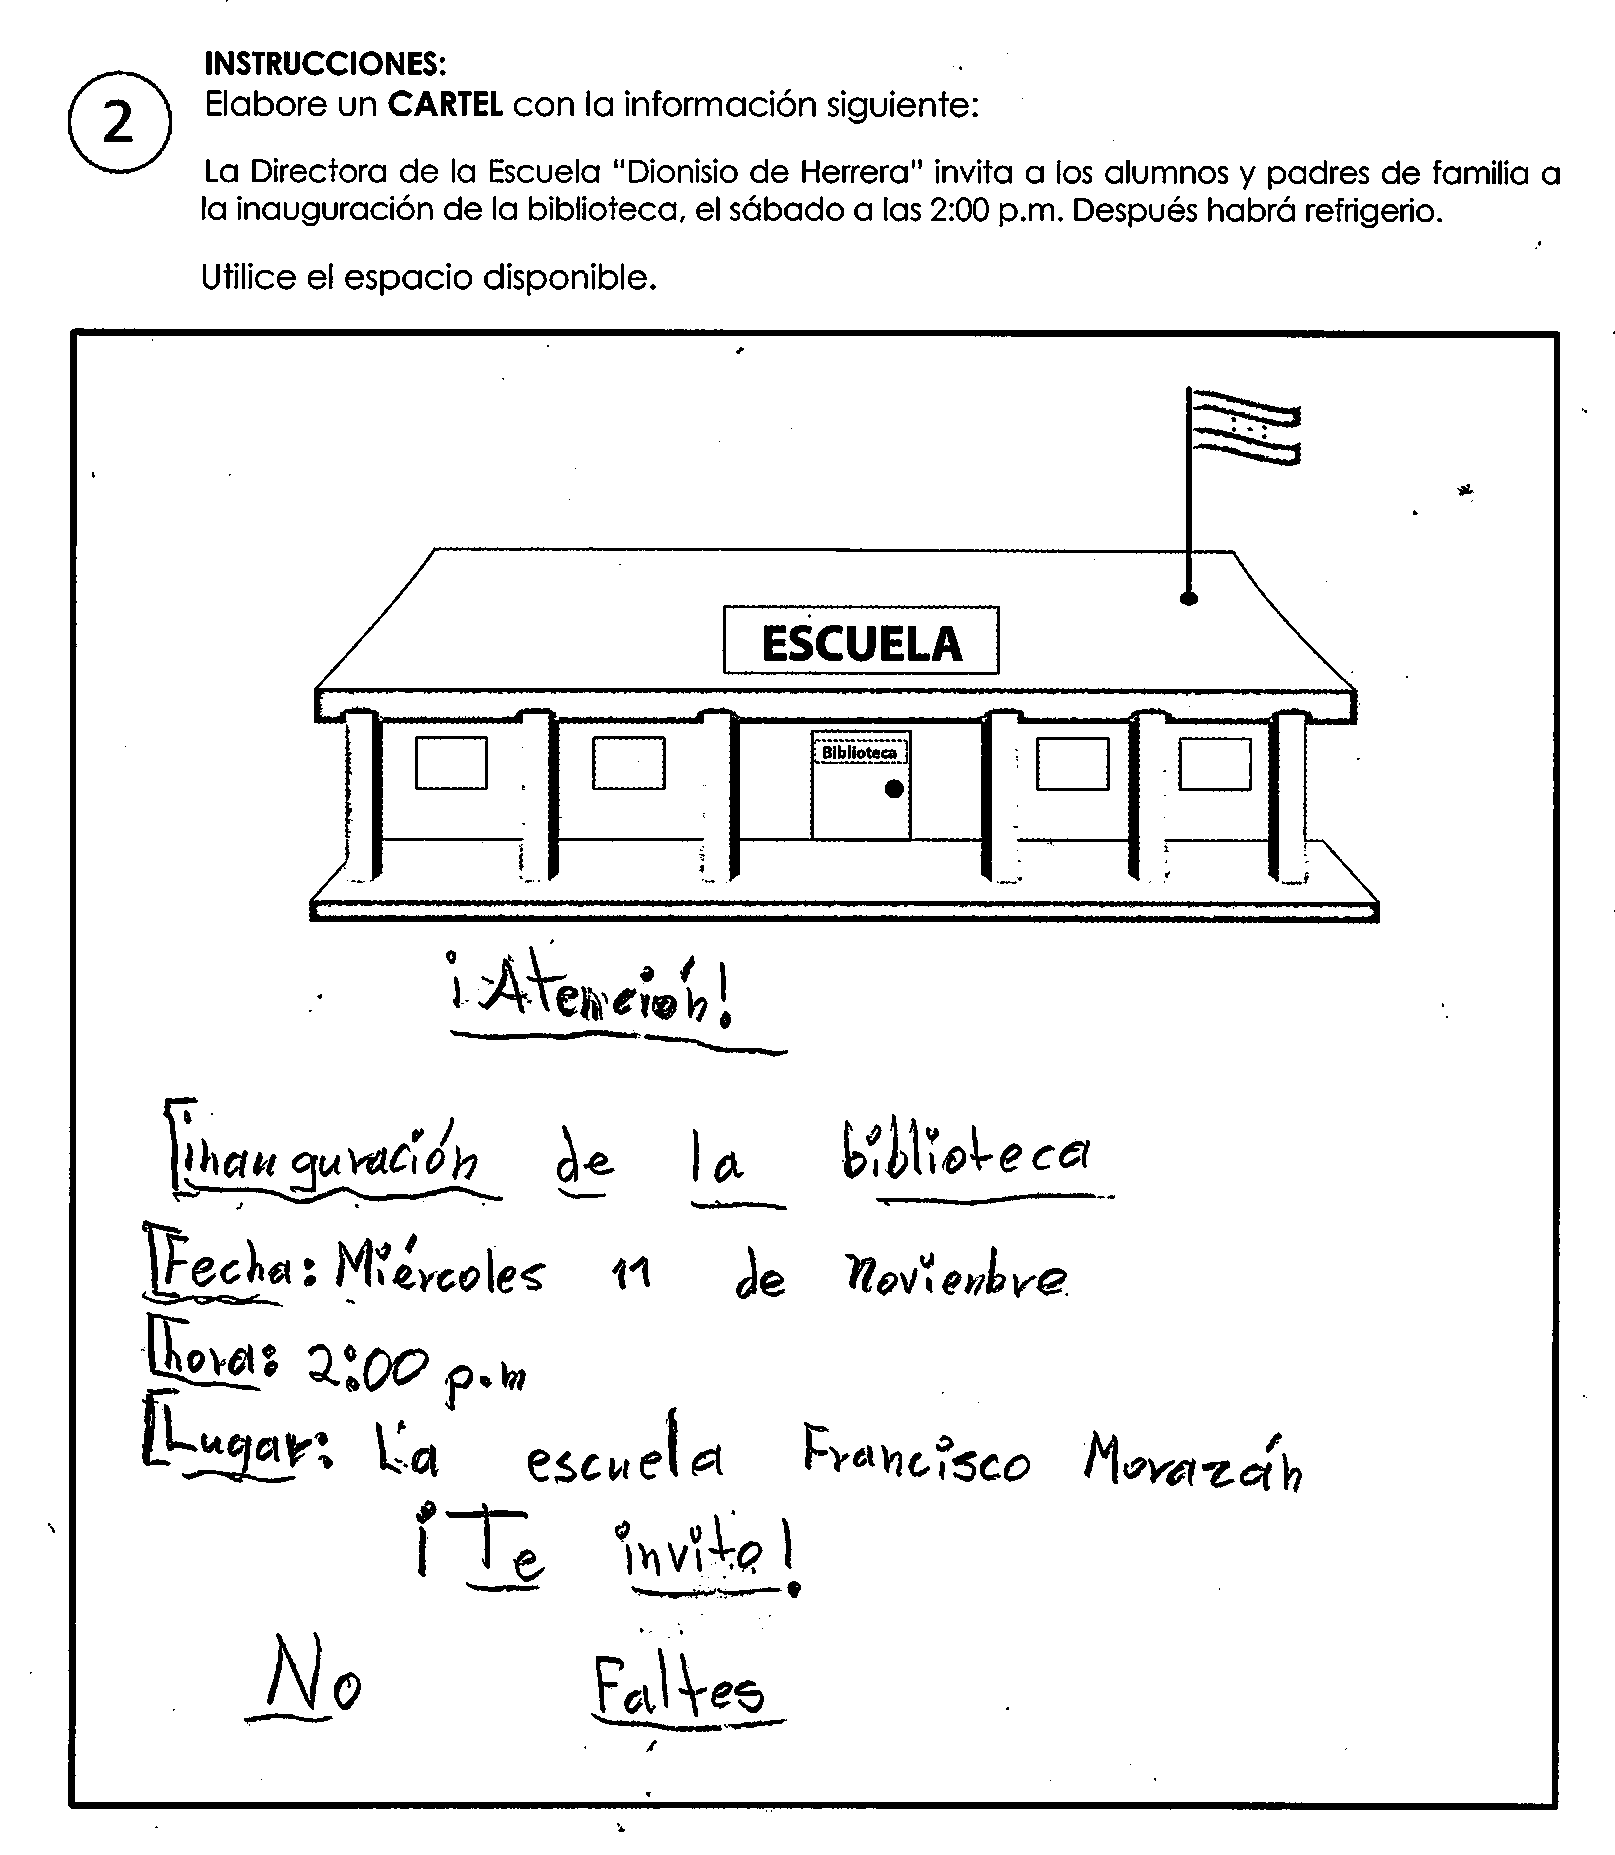 INSTRUCCIONES:
2
Elabore un CARTEL con la información siguiente:
La Directora de la Escuela "Dionisio de Herrera" invita a los alumnos y padres de familia a
la inauguración de la biblioteca, el sábado a las 2:00 p.m. Después habrá refrigerio.
Utilice el espacio disponible.
ESCUELA
Biblioteca
¡Atención!
inauguración de la biblioteca
Fecha: Miércoles 11 de Novienbre
hora: 2:00 p.m
Lugar: La escuela Francisco Morazán
¡Te invito!
No Faltes